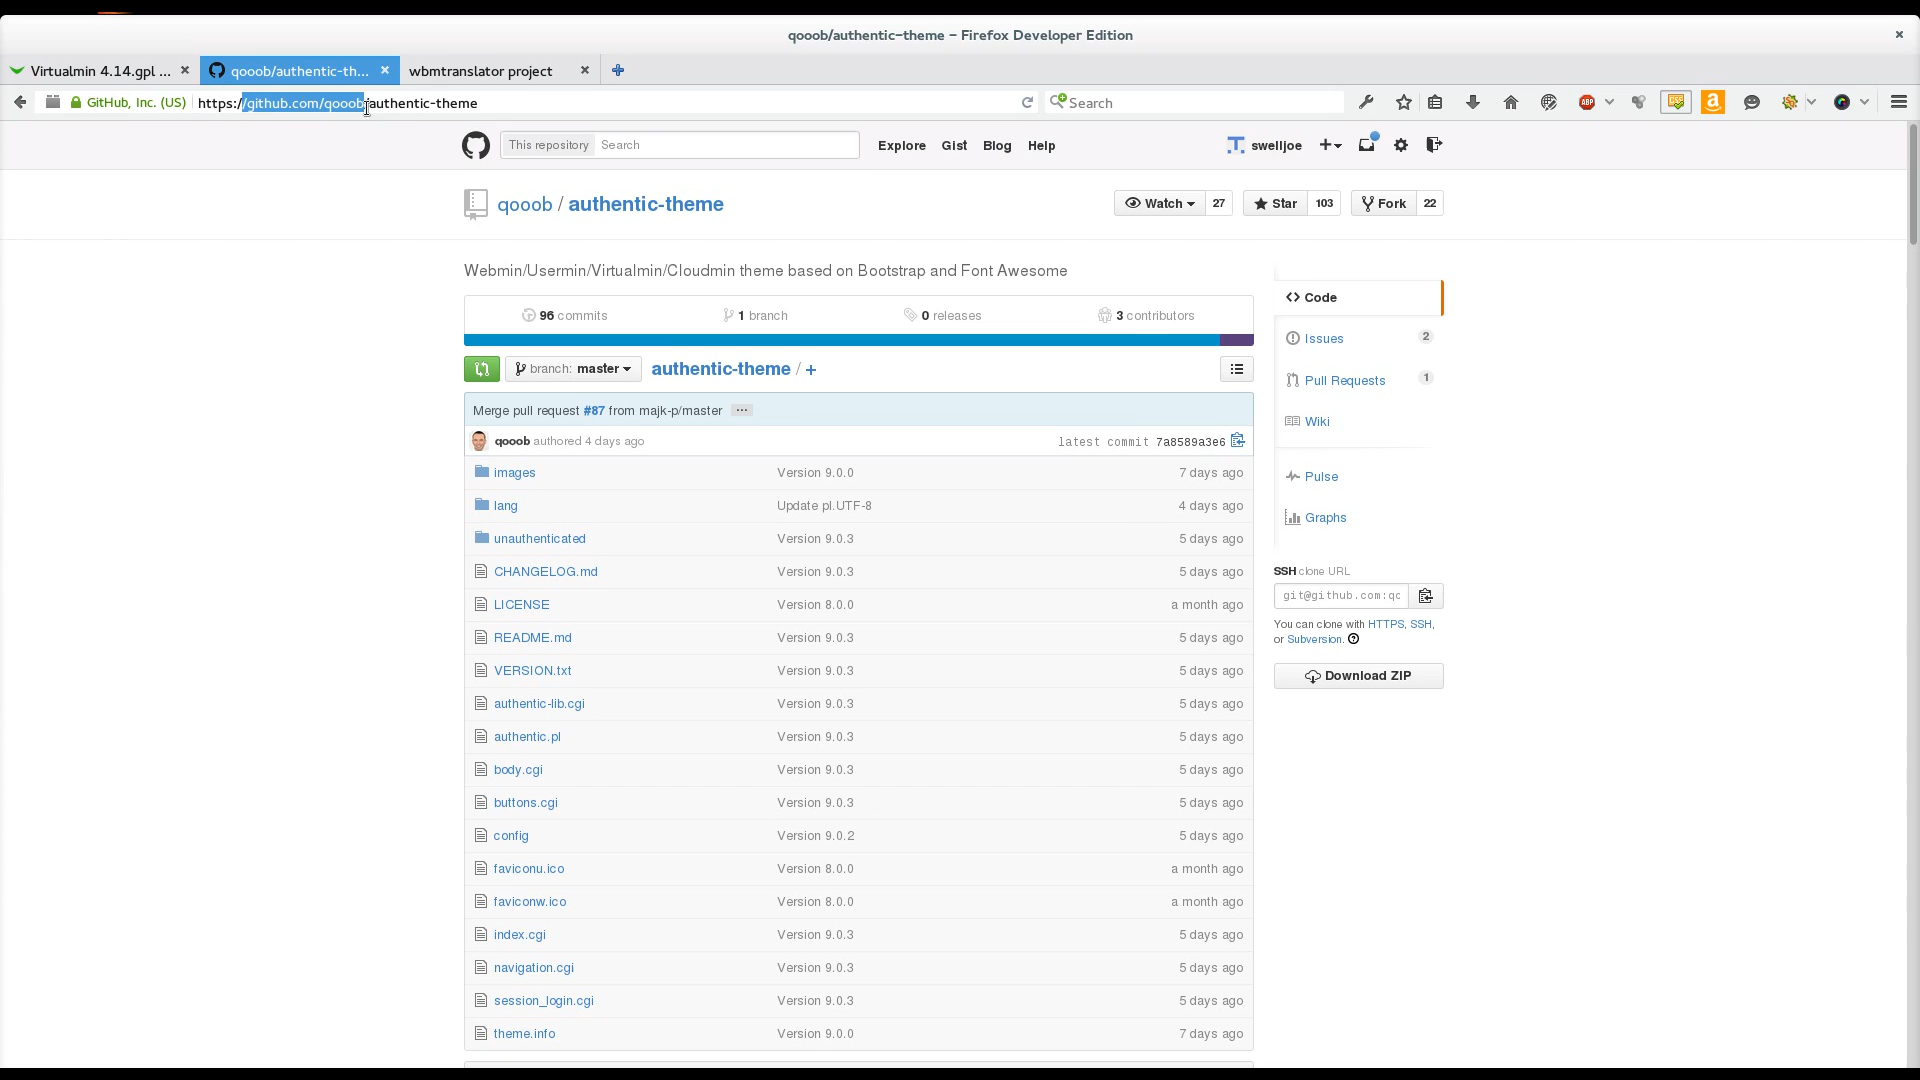 qooob/authentic-theme – Firefox Developer Edition
Virtualmin 4.14.gpl ...
qooob/authentic-th...
wbmtranslator project
GitHub, Inc. (US)
https://github.com/qooob/authentic-theme
Search
ABP
a
This repository
Search
Explore
Gist
Blog
Help
swelljoe
qooob / authentic-theme
Watch
27
Star
103
Fork
22
Webmin/Usermin/Virtualmin/Cloudmin theme based on Bootstrap and Font Awesome
96 commits
1 branch
0 releases
3 contributors
branch: master
authentic-theme / +
Merge pull request #87 from majk-p/master ...
qooob authored 4 days ago
latest commit 7a8589a3e6
images Version 9.0.0 7 days ago
lang Update pl.UTF-8 4 days ago
unauthenticated Version 9.0.3 5 days ago
CHANGELOG.md Version 9.0.3 5 days ago
LICENSE Version 8.0.0 a month ago
README.md Version 9.0.3 5 days ago
VERSION.txt Version 9.0.3 5 days ago
authentic-lib.cgi Version 9.0.3 5 days ago
authentic.pl Version 9.0.3 5 days ago
body.cgi Version 9.0.3 5 days ago
buttons.cgi Version 9.0.3 5 days ago
config Version 9.0.2 5 days ago
faviconu.ico Version 8.0.0 a month ago
faviconw.ico Version 8.0.0 a month ago
index.cgi Version 9.0.3 5 days ago
navigation.cgi Version 9.0.3 5 days ago
session_login.cgi Version 9.0.3 5 days ago
theme.info Version 9.0.0 7 days ago
Code
Issues 2
Pull Requests 1
Wiki
Pulse
Graphs
SSH clone URL
git@github.com:qc
You can clone with HTTPS, SSH,
or Subversion.
Download ZIP